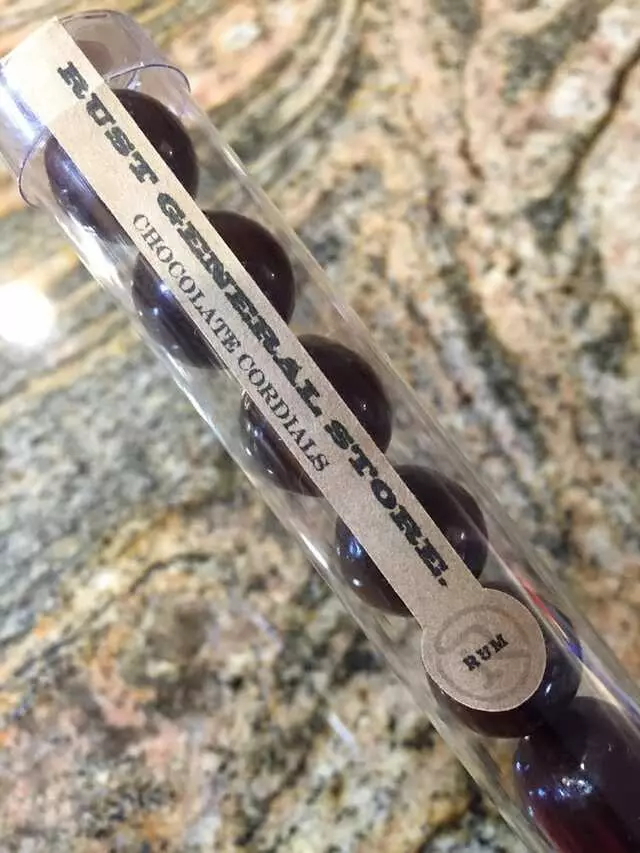 RUST GENERAL STORE.
CHOCOLATE CORDIALS
RUM